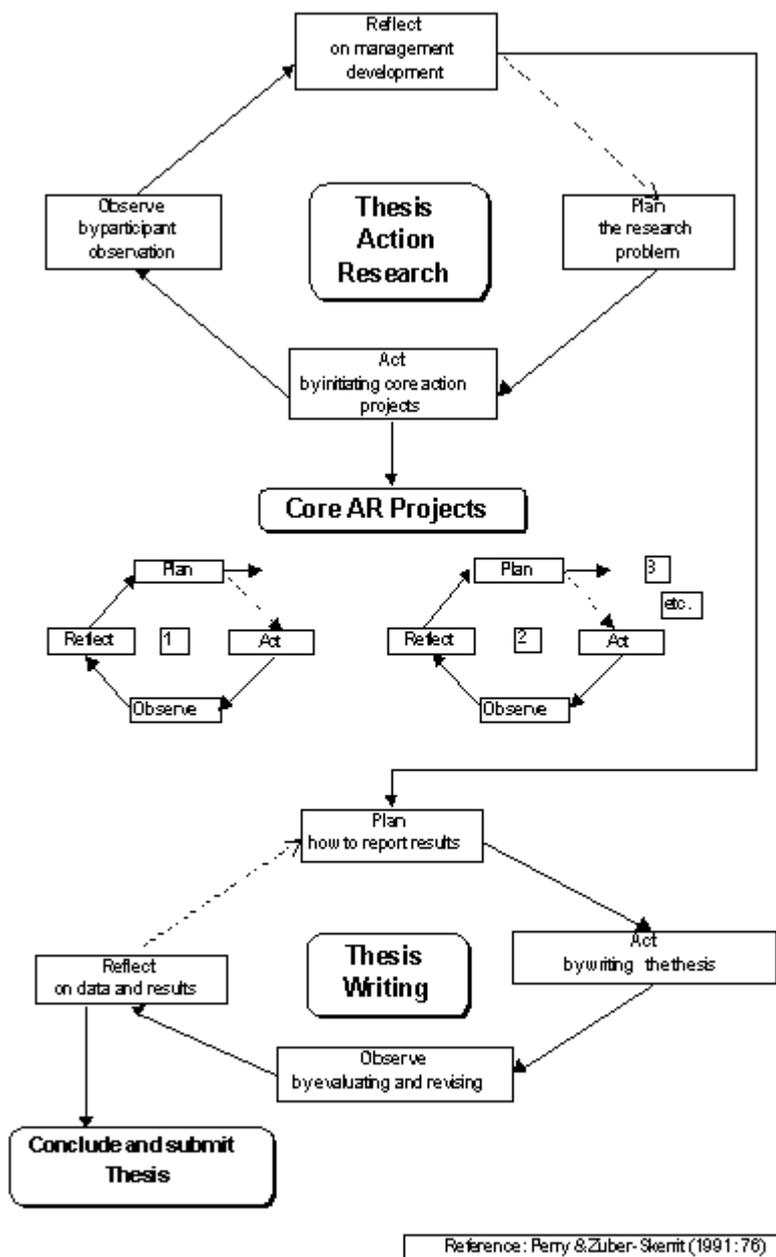 Reflect
on management
development
Observe
by participant
observation
Thesis
Action
Research
Plan
the research
problem
Act
by initiating core action
projects
Core AR Projects
Plan
Reflect
1
Act
Observe
Plan
3
etc.
Reflect
2
Act
Observe
Plan
how to report results
Reflect
on data and results
Thesis
Writing
Act
by writing the thesis
Observe
by evaluating and revising
Conclude and submit
Thesis
Reference: Perry & Zuber-Skerrit (1991:76)